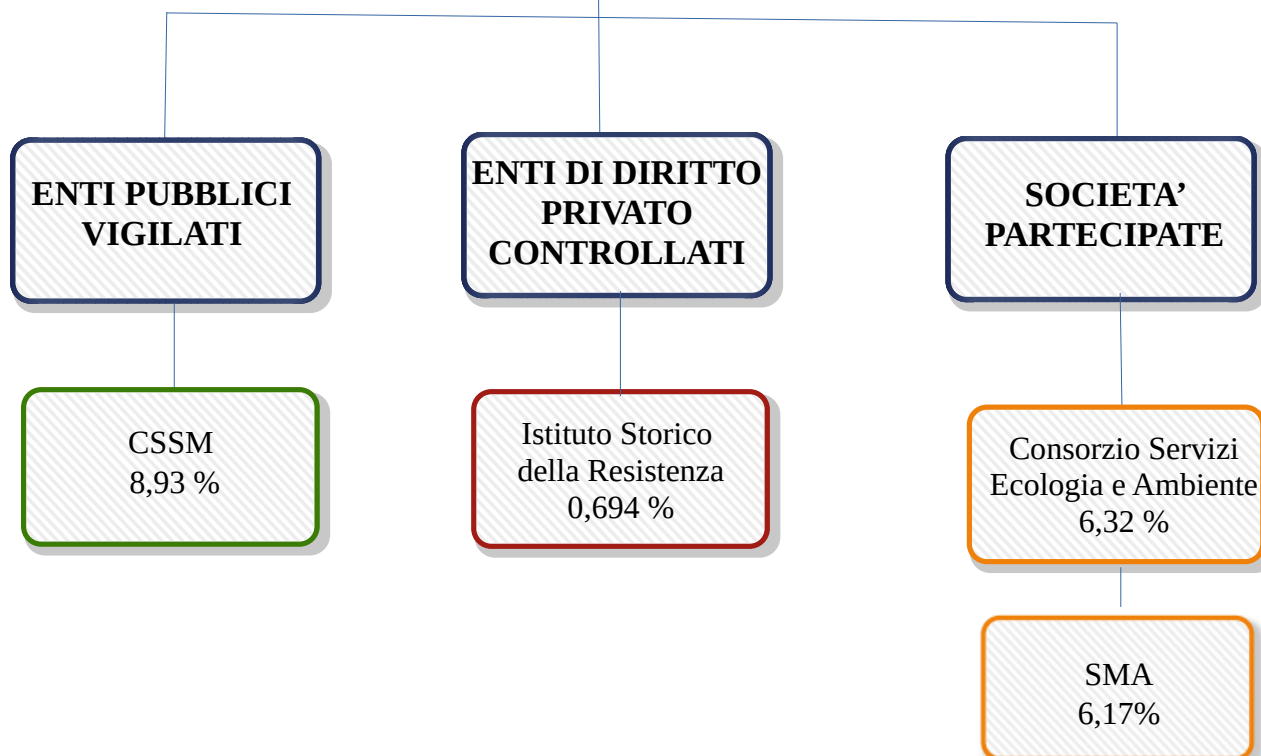 ENTI PUBBLICI
VIGILATI
ENTI DI DIRITTO
PRIVATO
CONTROLLATI
SOCIETA’
PARTECIPATE
CSSM
8,93 %
Istituto Storico
della Resistenza
0,694 %
Consorzio Servizi
Ecologia e Ambiente
6,32 %
SMA
6,17%